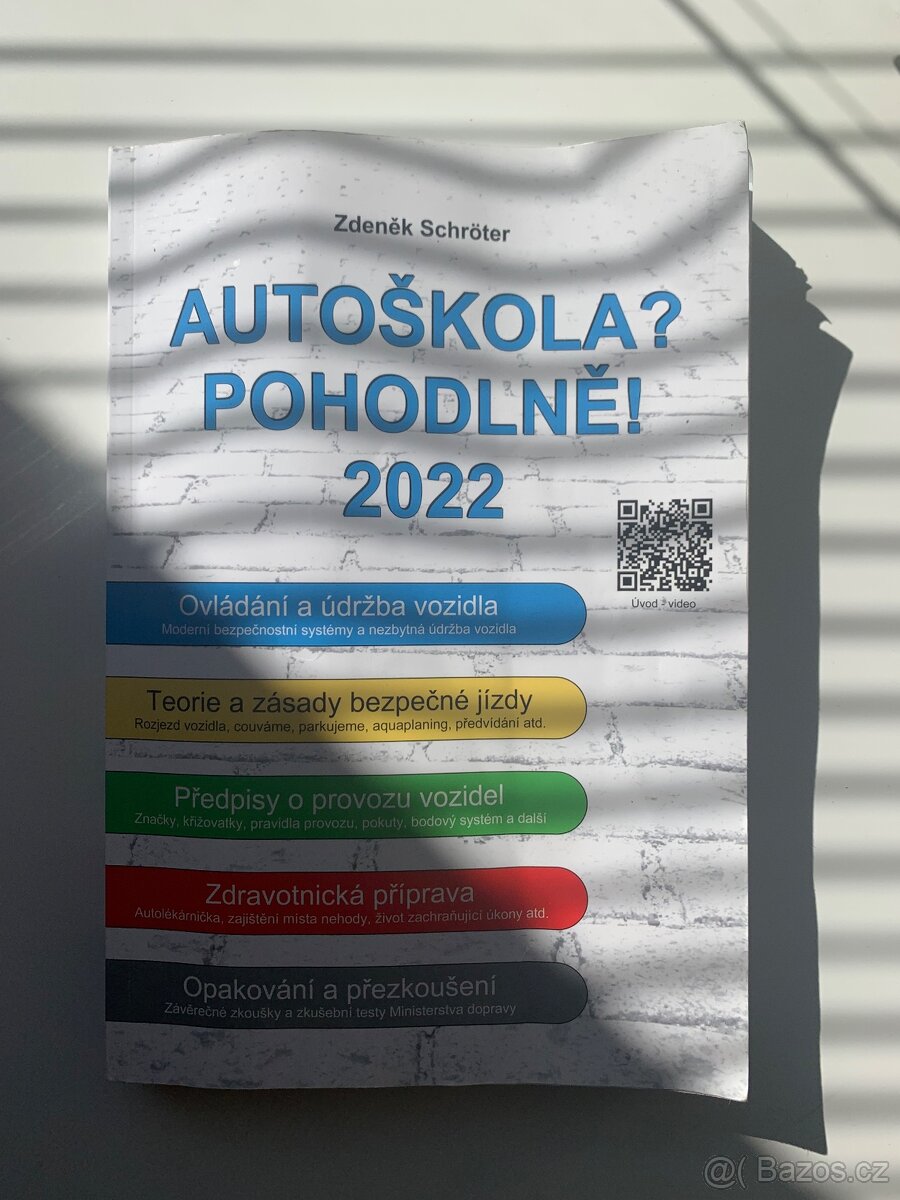 Zdeněk Schröter
AUTOŠKOLA?
POHODLNĚ!
2022
Úvod - video
Ovládání a údržba vozidla
Moderní bezpečnostní systémy a nezbytná údržba vozidla
Teorie a zásady bezpečné jízdy
Rozjezd vozidla, couváme, parkujeme, aquaplaning, předvídání atd.
Předpisy o provozu vozidel
Značky, křižovatky, pravidla provozu, pokuty, bodový systém a další
Zdravotnická příprava
Autolékárnička, zajištění místa nehody, život zachraňující úkony atd.
Opakování a přezkoušení
Závěrečné zkoušky a zkušební testy Ministerstva dopravy
@( Bazos.cz